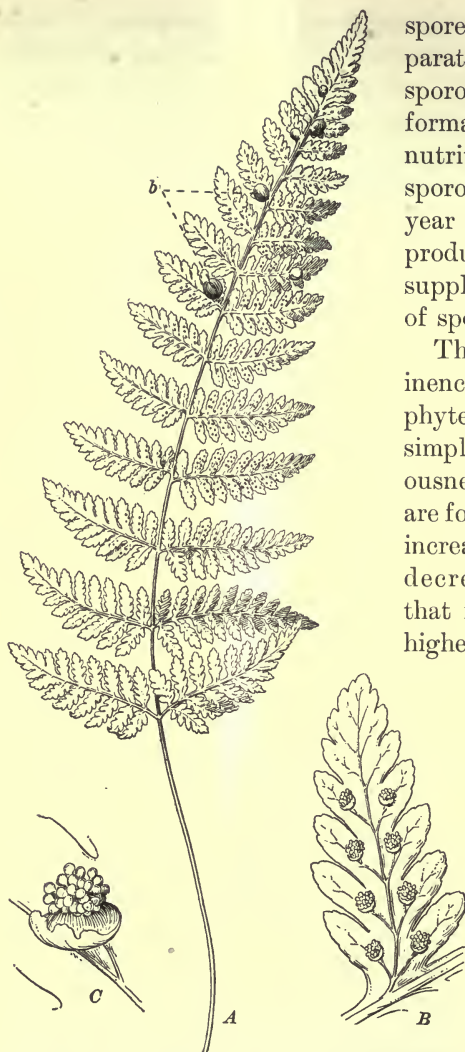 spore
parat
sporo
forma
nutri
sporo
year
produ
suppl
of spo
Th
inenc
phyte
simpl
ousne
are fo
increa
decre
that
highe
b
C
A
B